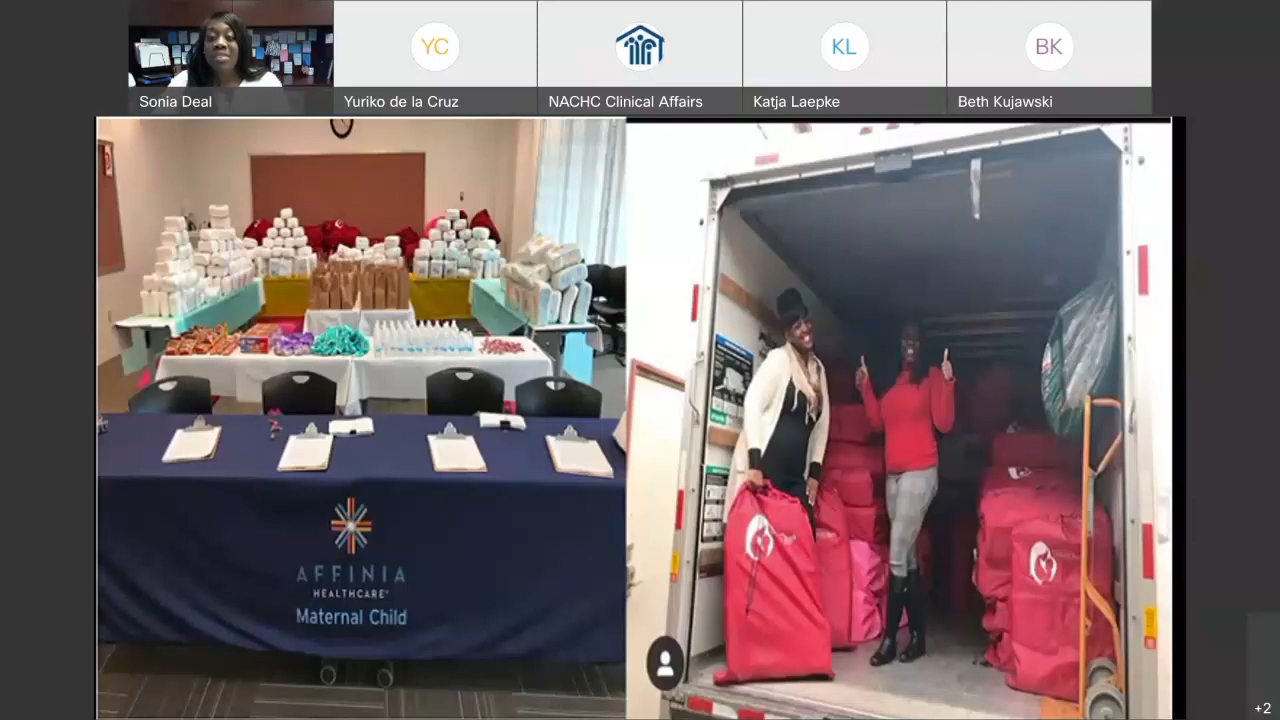 YC
KL
BK
Sonia Deal
Yuriko de la Cruz
NACHC Clinical Affairs
Katja Laepke
Beth Kujawski
AFFINIA
HEALTHCARE®
Maternal Child
+2